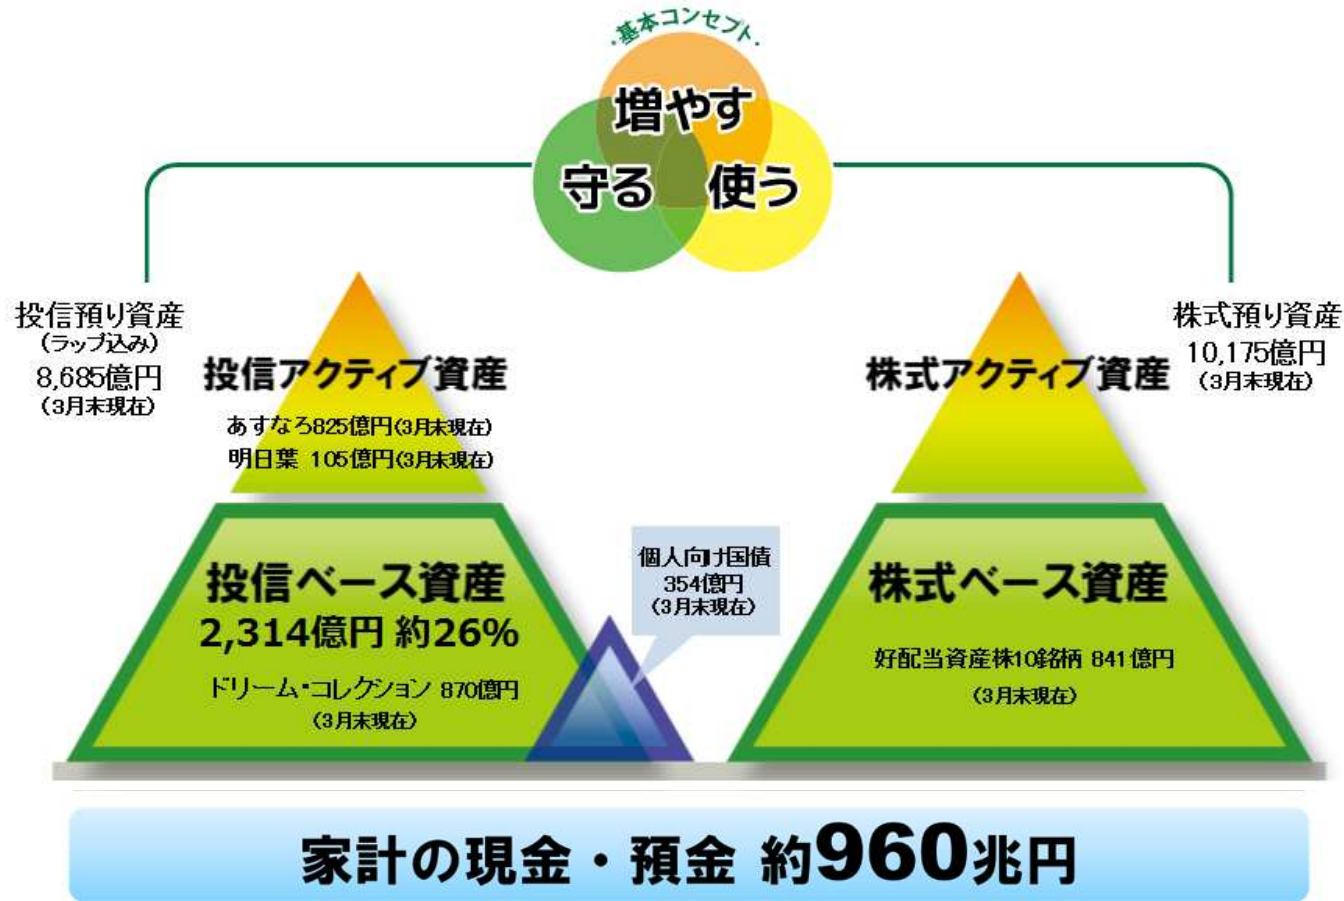 ・基本コンセプト・
増やす
守る 使う
投信預り資産
(ラップ込み)
8,685億円
(3月末現在)
投信アクティブ資産
あすなろ825億円(3月末現在)
明日葉 105億円(3月末現在)
株式アクティブ資産
株式預り資産
10,175億円
(3月末現在)
投信ベース資産
2,314億円 約26%
ドリーム・コレクション 870億円
(3月末現在)
個人向け国債
354億円
(3月末現在)
株式ベース資産
好配当資産株10銘柄 841億円
(3月末現在)
家計の現金・預金 約960兆円